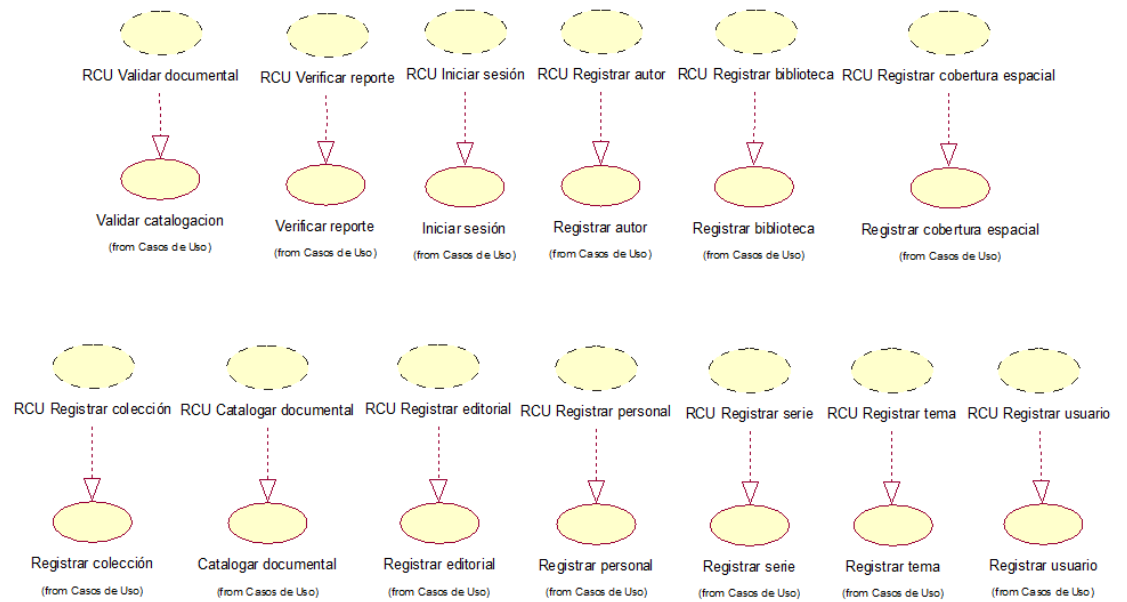 RCU Validar documental
RCU Verificar reporte
RCU Iniciar sesión
RCU Registrar autor
RCU Registrar biblioteca
RCU Registrar cobertura espacial
Validar catalogacion
(from Casos de Uso)
Verificar reporte
(from Casos de Uso)
Iniciar sesión
(from Casos de Uso)
Registrar autor
(from Casos de Uso)
Registrar biblioteca
(from Casos de Uso)
Registrar cobertura espacial
(from Casos de Uso)
RCU Registrar colección
RCU Catalogar documental
RCU Registrar editorial
RCU Registrar personal
RCU Registrar serie
RCU Registrar tema
RCU Registrar usuario
Registrar colección
(from Casos de Uso)
Catalogar documental
(from Casos de Uso)
Registrar editorial
(from Casos de Uso)
Registrar personal
(from Casos de Uso)
Registrar serie
(from Casos de Uso)
Registrar tema
(from Casos de Uso)
Registrar usuario
(from Casos de Uso)